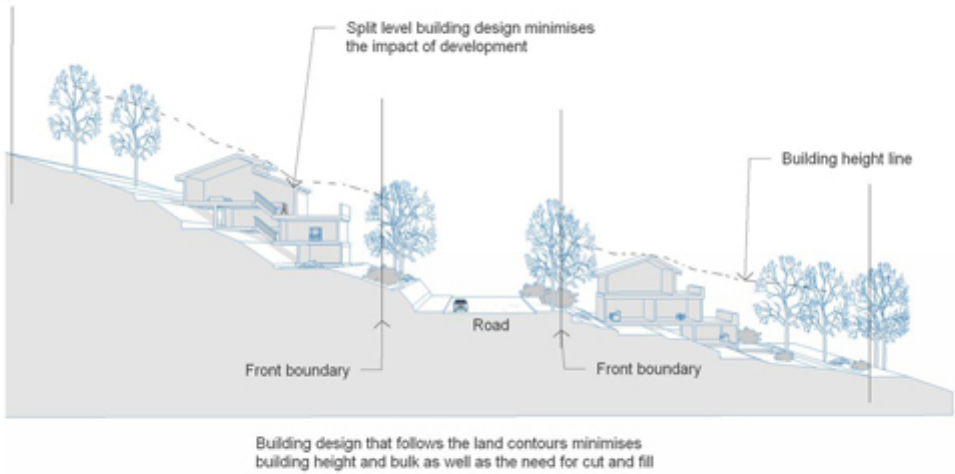 Split level building design minimises
the impact of development
Building height line
Road
Front boundary
Front boundary
Building design that follows the land contours minimises
building height and bulk as well as the need for cut and fill